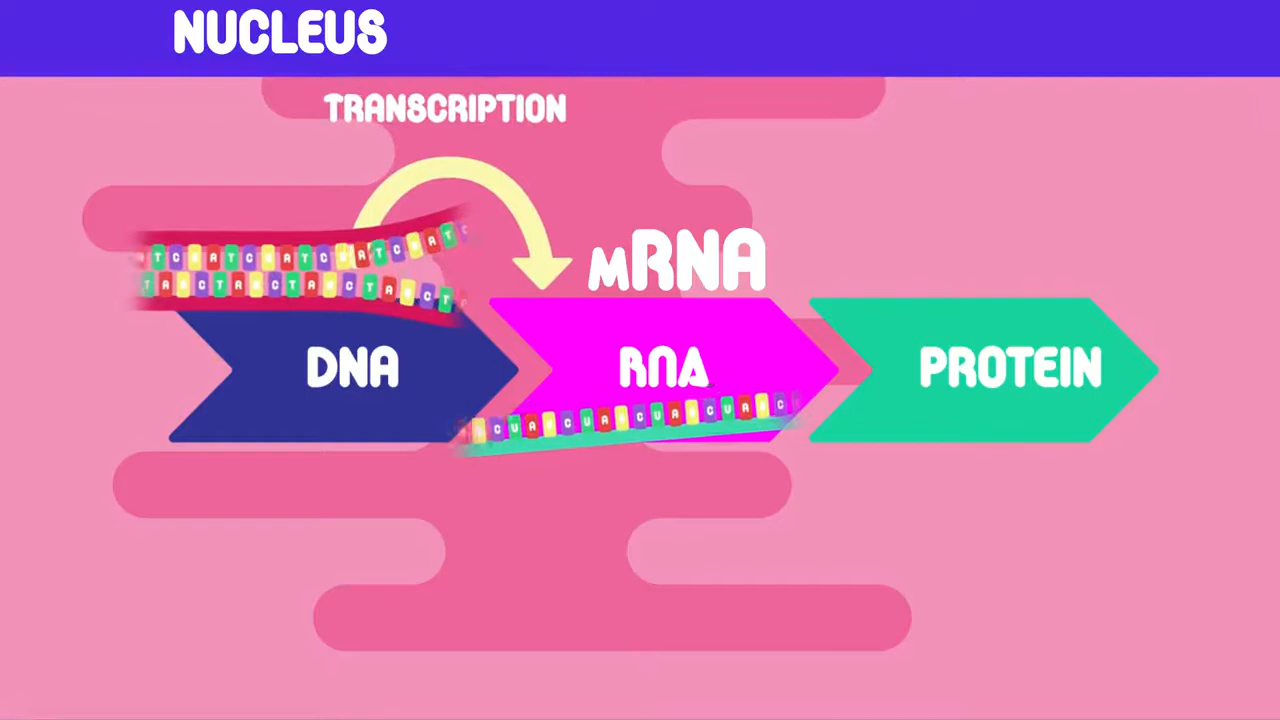 NUCLEUS
TRANSCRIPTION
mRNA
DNA
RNA
PROTEIN